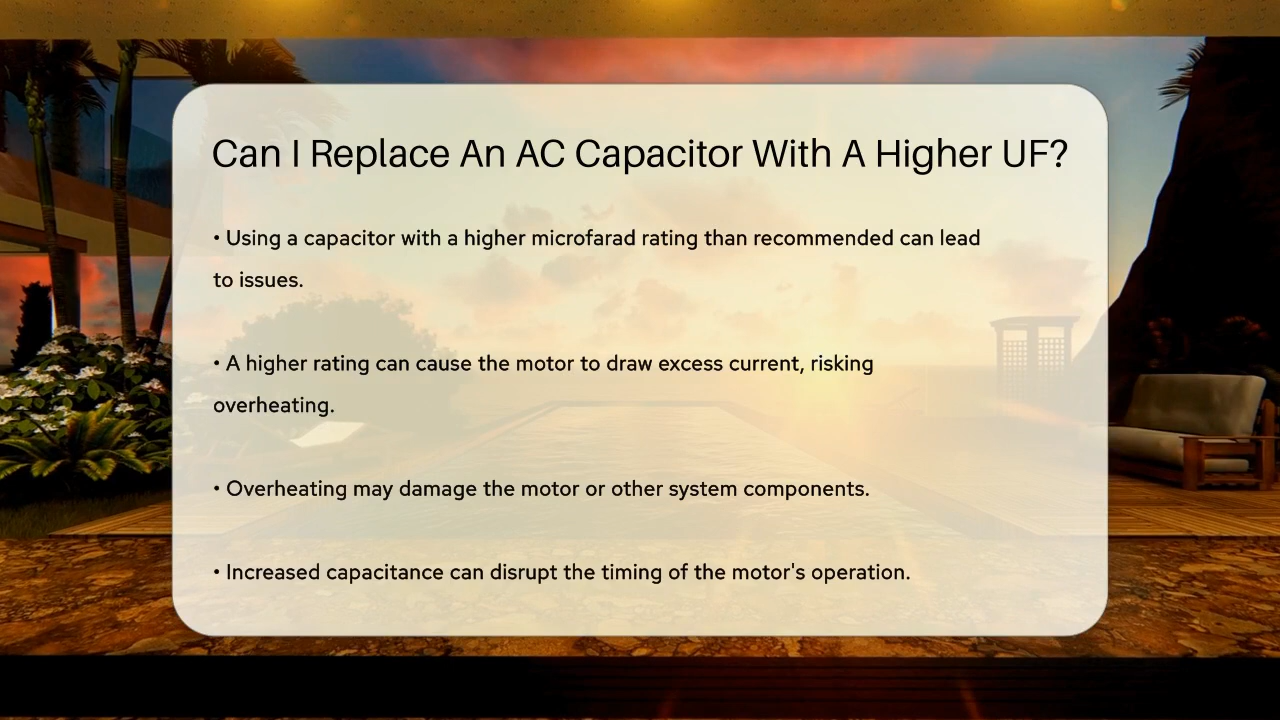 Can I Replace An AC Capacitor With A Higher UF?
• Using a capacitor with a higher microfarad rating than recommended can lead
to issues.
• A higher rating can cause the motor to draw excess current, risking
overheating.
• Overheating may damage the motor or other system components.
• Increased capacitance can disrupt the timing of the motor's operation.